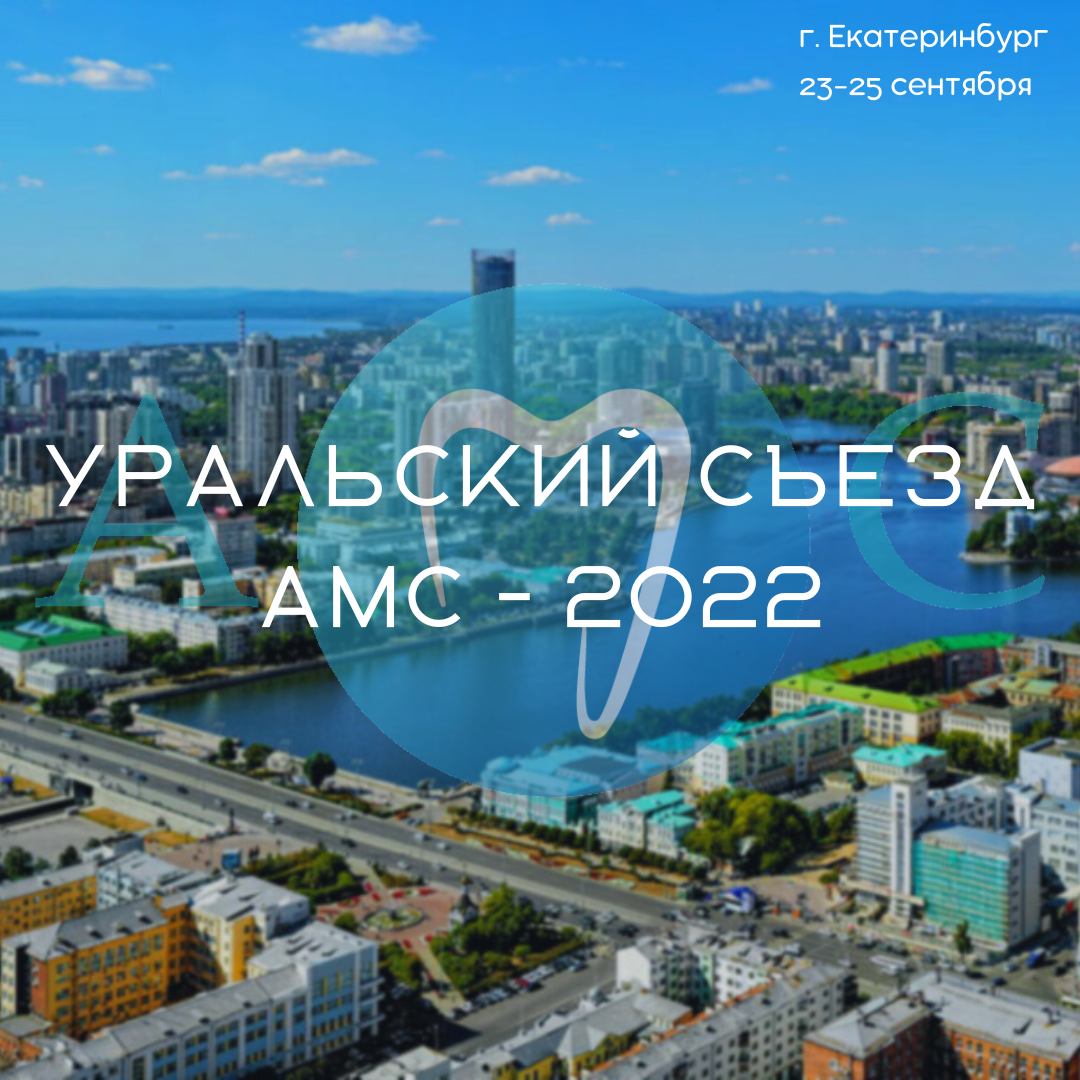 г. Екатеринбург
23-25 сентября
УРАЛЬСКИЙ СЪЕЗД
АМС - 2022
А С